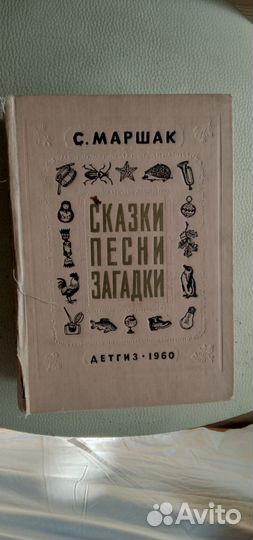 С. МАРШАК
СКАЗКИ
ПЕСНИ
ЗАГАДКИ
ДЕТГИЗ · 1960
Avito